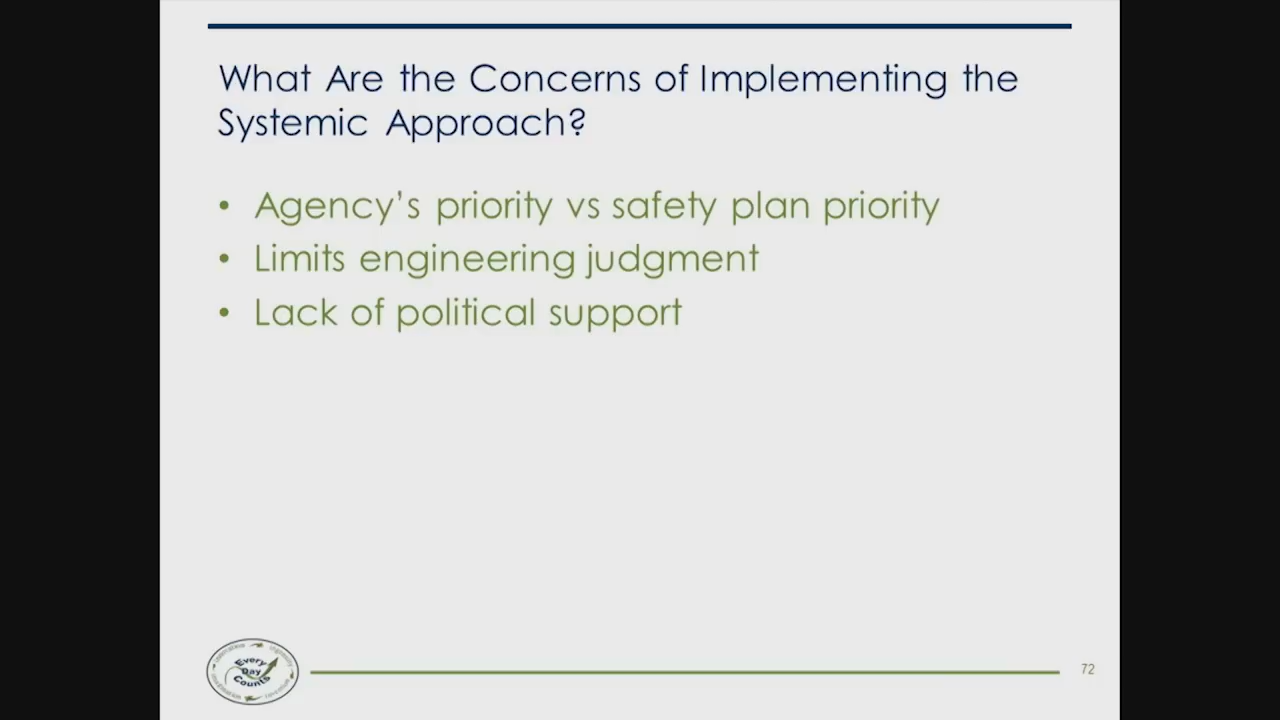 What Are the Concerns of Implementing the
Systemic Approach?
• Agency’s priority vs safety plan priority
• Limits engineering judgment
• Lack of political support
Every
Day
Counts
72